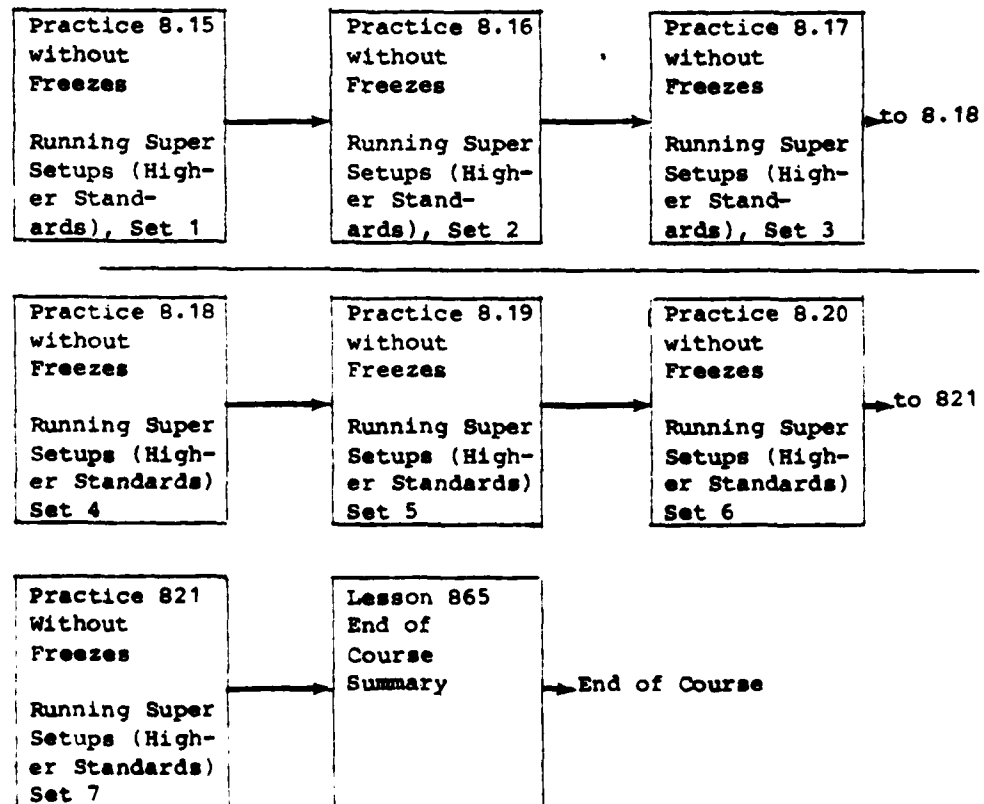 Practice 8.15
without
Freezes
Running Super
Setups (High-
er Stand-
ards), Set 1
Practice 8.16
without
Freezes
Running Super
Setups (High-
er Stand-
ards), Set 2
Practice 8.17
without
Freezes
Running Super
Setups (High-
er Stand-
ards), Set 3
to 8.18
Practice 8.18
without
Freezes
Running Super
Setups (High-
er Standards)
Set 4
Practice 8.19
without
Freezes
Running Super
Setups (High-
er Standards)
Set 5
Practice 8.20
without
Freezes
Running Super
Setups (High-
er Standards)
Set 6
to 821
Practice 821
Without
Freezes
Running Super
Setups (High-
er Standards)
Set 7
Lesson 865
End of
Course
Summary
End of Course